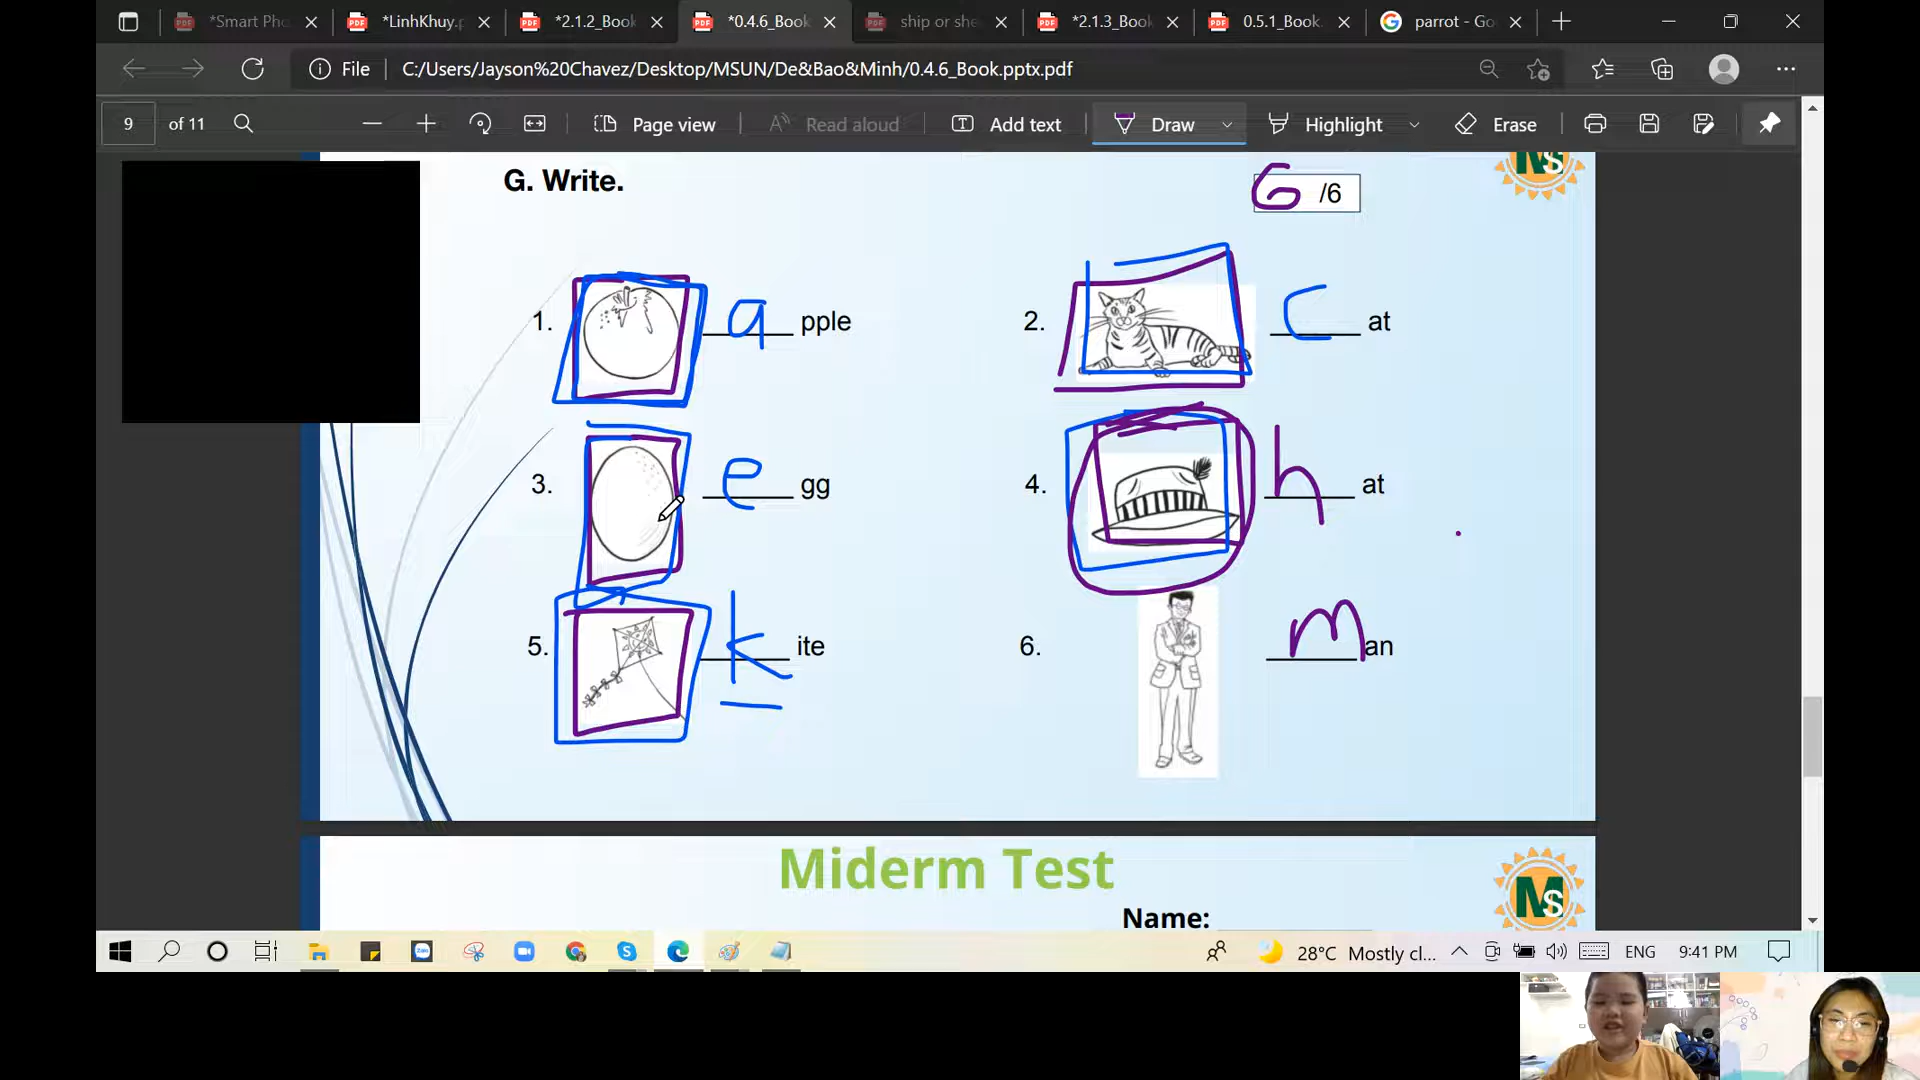 *Smart Pho
*LinkKhuy.p
*2.1.2_Book
*0.4.6_Book
ship or she
*2.1.3_Book
0.5.1_Book.
parrot - Go
File
C:/Users/Jayson%20Chavez/Desktop/MSUN/De&Bao&Minh/0.4.6_Book.pptx.pdf
9 of 11
Page view
Read aloud
Add text
Draw
Highlight
Erase
G. Write.
6 /6
MS
1. a pple
2. c at
3. e gg
4. h at
5. k ite
6. m an
Miderm Test
MS
Name:
28°C Mostly cl...
ENG
9:41 PM